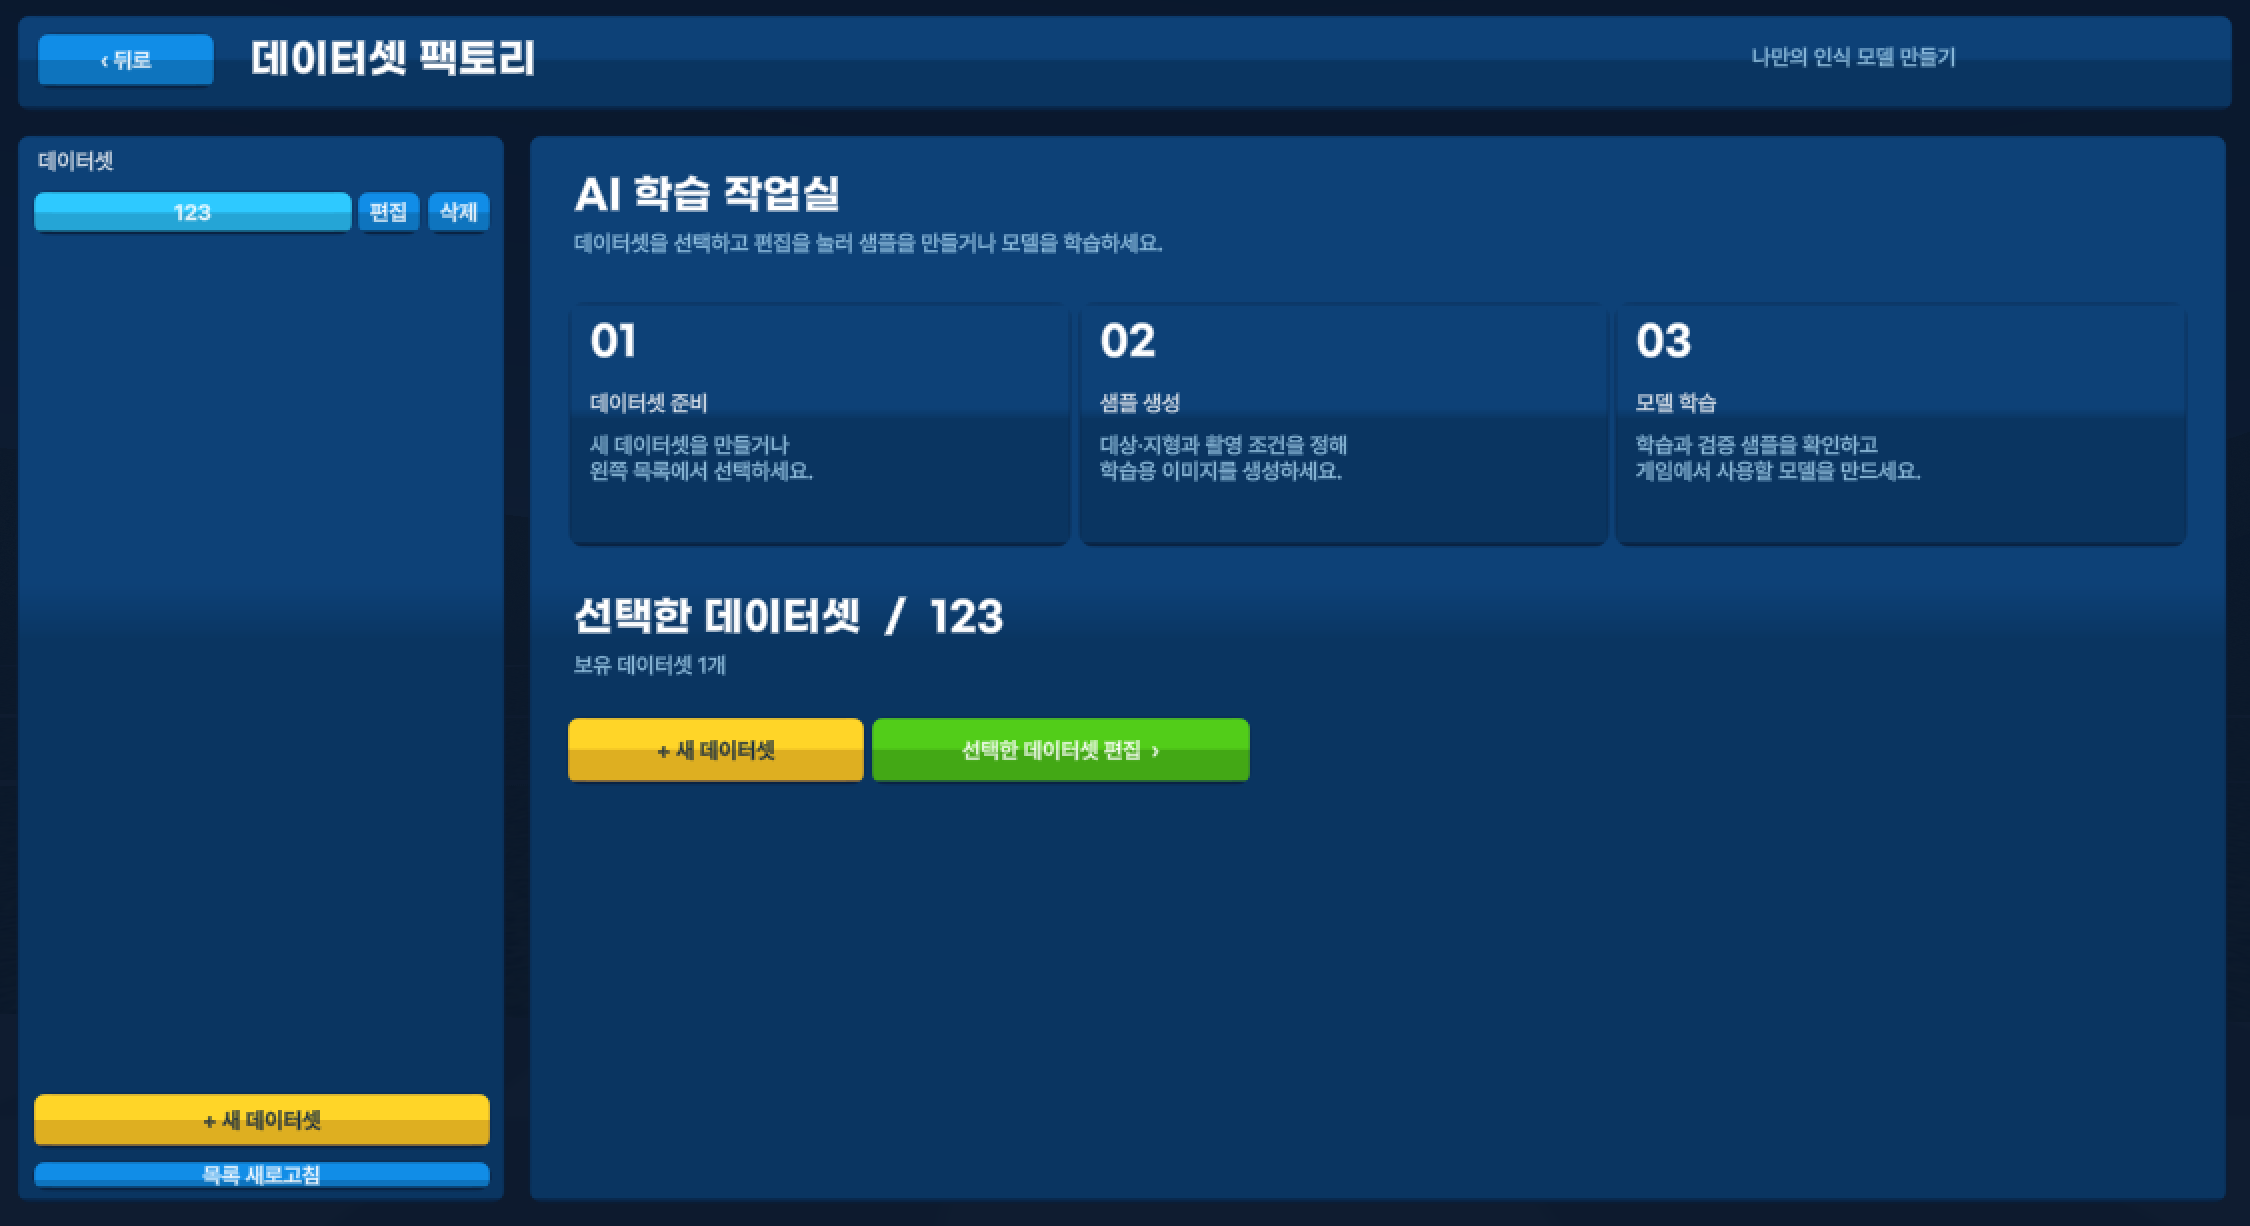 ‹ 뒤로
데이터셋 팩토리
나만의 인식 모델 만들기
데이터셋
123
편집
삭제
+ 새 데이터셋
목록 새로고침
AI 학습 작업실
데이터셋을 선택하고 편집을 눌러 샘플을 만들거나 모델을 학습하세요.
01
데이터셋 준비
새 데이터셋을 만들거나
왼쪽 목록에서 선택하세요.
02
샘플 생성
대상·지형과 촬영 조건을 정해
학습용 이미지를 생성하세요.
03
모델 학습
학습과 검증 샘플을 확인하고
게임에서 사용할 모델을 만드세요.
선택한 데이터셋 / 123
보유 데이터셋 1개
+ 새 데이터셋
선택한 데이터셋 편집 ›